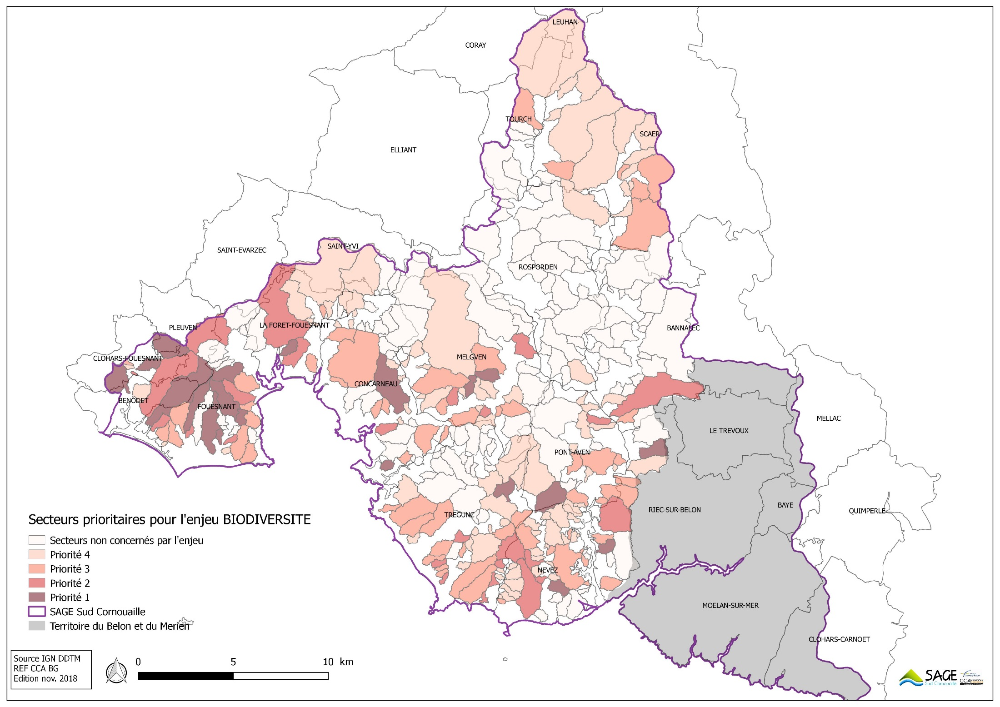 LEUHAN
CORAY
TOURCH
SCAER
ELLIANT
SAINT-YVI
SAINT-EVARZEC
ROSPORDEN
PLEUVEN
LA FORET-FOUESNANT
BANNALEC
CLOHARS-FOUESNANT
MELGVEN
CONCARNEAU
BENODET
FOUESNANT
MELLAC
LE TREVOUX
PONT-AVEN
BAYE
RIEC-SUR-BELON
QUIMPERLE
TREGUNC
NEVEZ
MOELAN-SUR-MER
CLOHARS-CARNOET
Secteurs prioritaires pour l'enjeu BIODIVERSITE
Secteurs non concernés par l'enjeu
Priorité 4
Priorité 3
Priorité 2
Priorité 1
SAGE Sud Cornouaille
Territoire du Belon et du Merien
Source IGN DDTM
REF CCA BG
Edition nov. 2018
0 5 10 km
SAGE
Sud Cornouaille
CCA